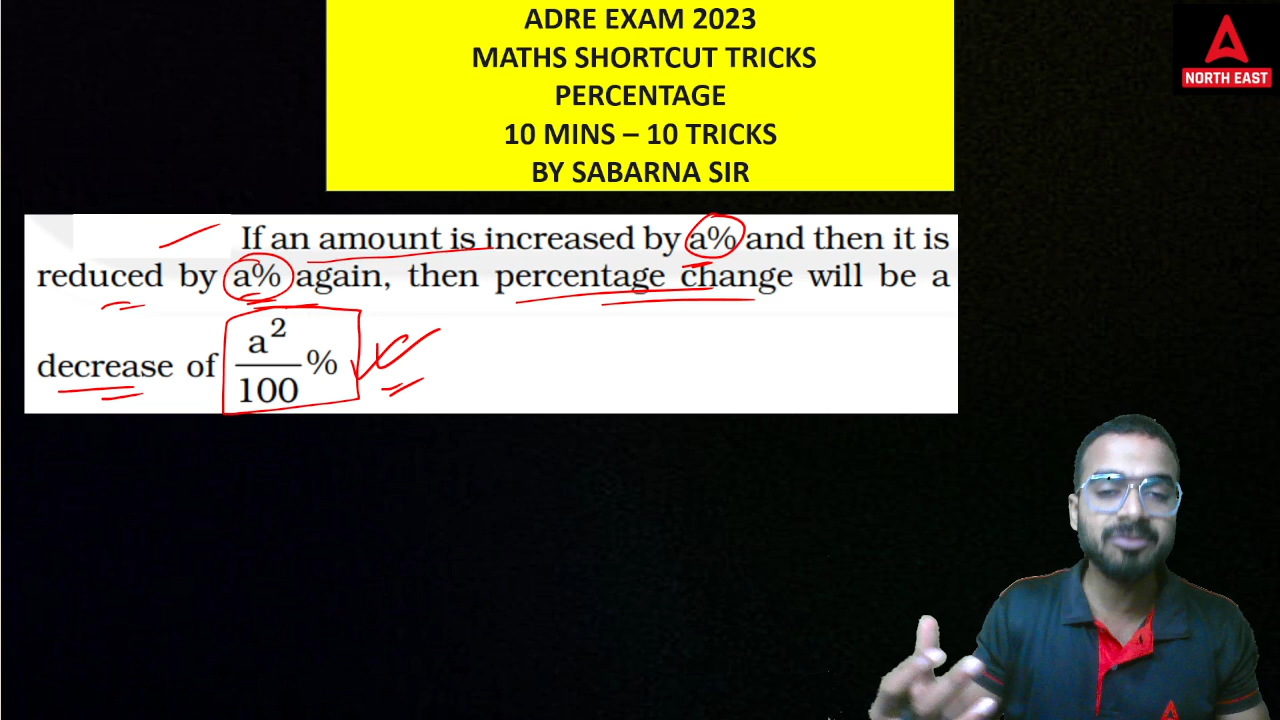 ADRE EXAM 2023
MATHS SHORTCUT TRICKS
PERCENTAGE
10 MINS – 10 TRICKS
BY SABARNA SIR
A
NORTH EAST
If an amount is increased by a% and then it is
reduced by a% again, then percentage change will be a
decrease of a²/100 %